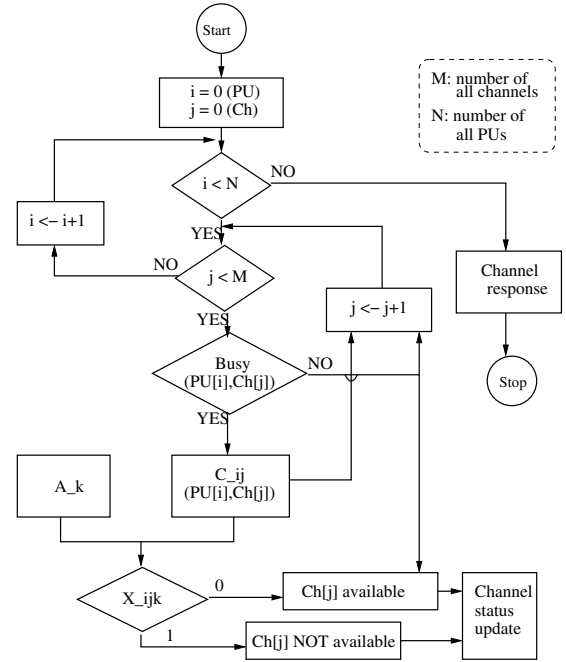 Start
i = 0 (PU)
j = 0 (Ch)
M: number of
all channels
N: number of
all PUs
i < N
NO
i <- i+1
YES
NO
j < M
Channel
response
j <- j+1
YES
Busy
(PU[i],Ch[j])
NO
Stop
YES
A_k
C_ij
(PU[i],Ch[j])
X_ijk
0
Ch[j] available
Channel
status
update
1
Ch[j] NOT available